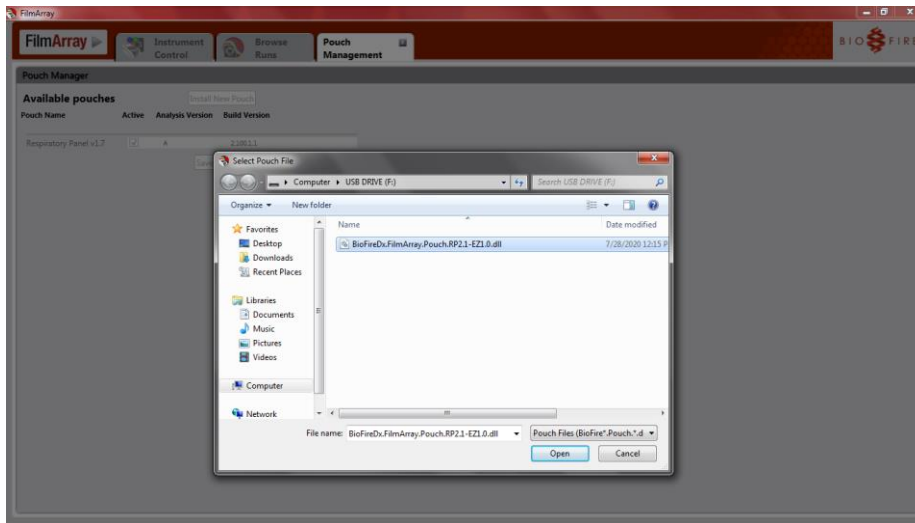 FilmArray
FilmArray
Instrument Control
Browse Runs
Pouch Management
BIO FIRE
Pouch Manager
Available pouches
Install New Pouch
Pouch Name Active Analysis Version Build Version
Respiratory Panel v1.7 A
Select Pouch File
Computer USB DRIVE (F:)
Search USB DRIVE (F:)
Organize New folder
Favorites
Desktop
Downloads
Recent Places
Libraries
Documents
Music
Pictures
Videos
Computer
Network
Name Date modified
BioFireDx.FilmArray.Pouch.RP2.1-EZ1.0.dll 7/28/2020 12:15 P
File name: BioFireDx.FilmArray.Pouch.RP2.1-EZ1.0.dll Pouch Files (BioFire*.Pouch.*.d
Open Cancel